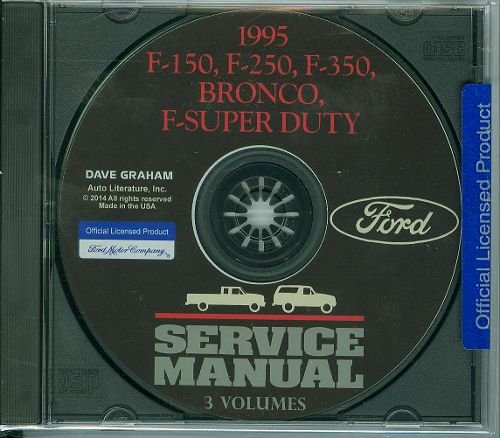 1995
F-150, F-250, F-350,
BRONCO,
F-SUPER DUTY
DAVE GRAHAM
Auto Literature, Inc.
© 2014 All rights reserved
Made in the USA
Official Licensed Product
Ford Motor Company®
Ford
SERVICE
MANUAL
3 VOLUMES
Official Licensed Product
disc